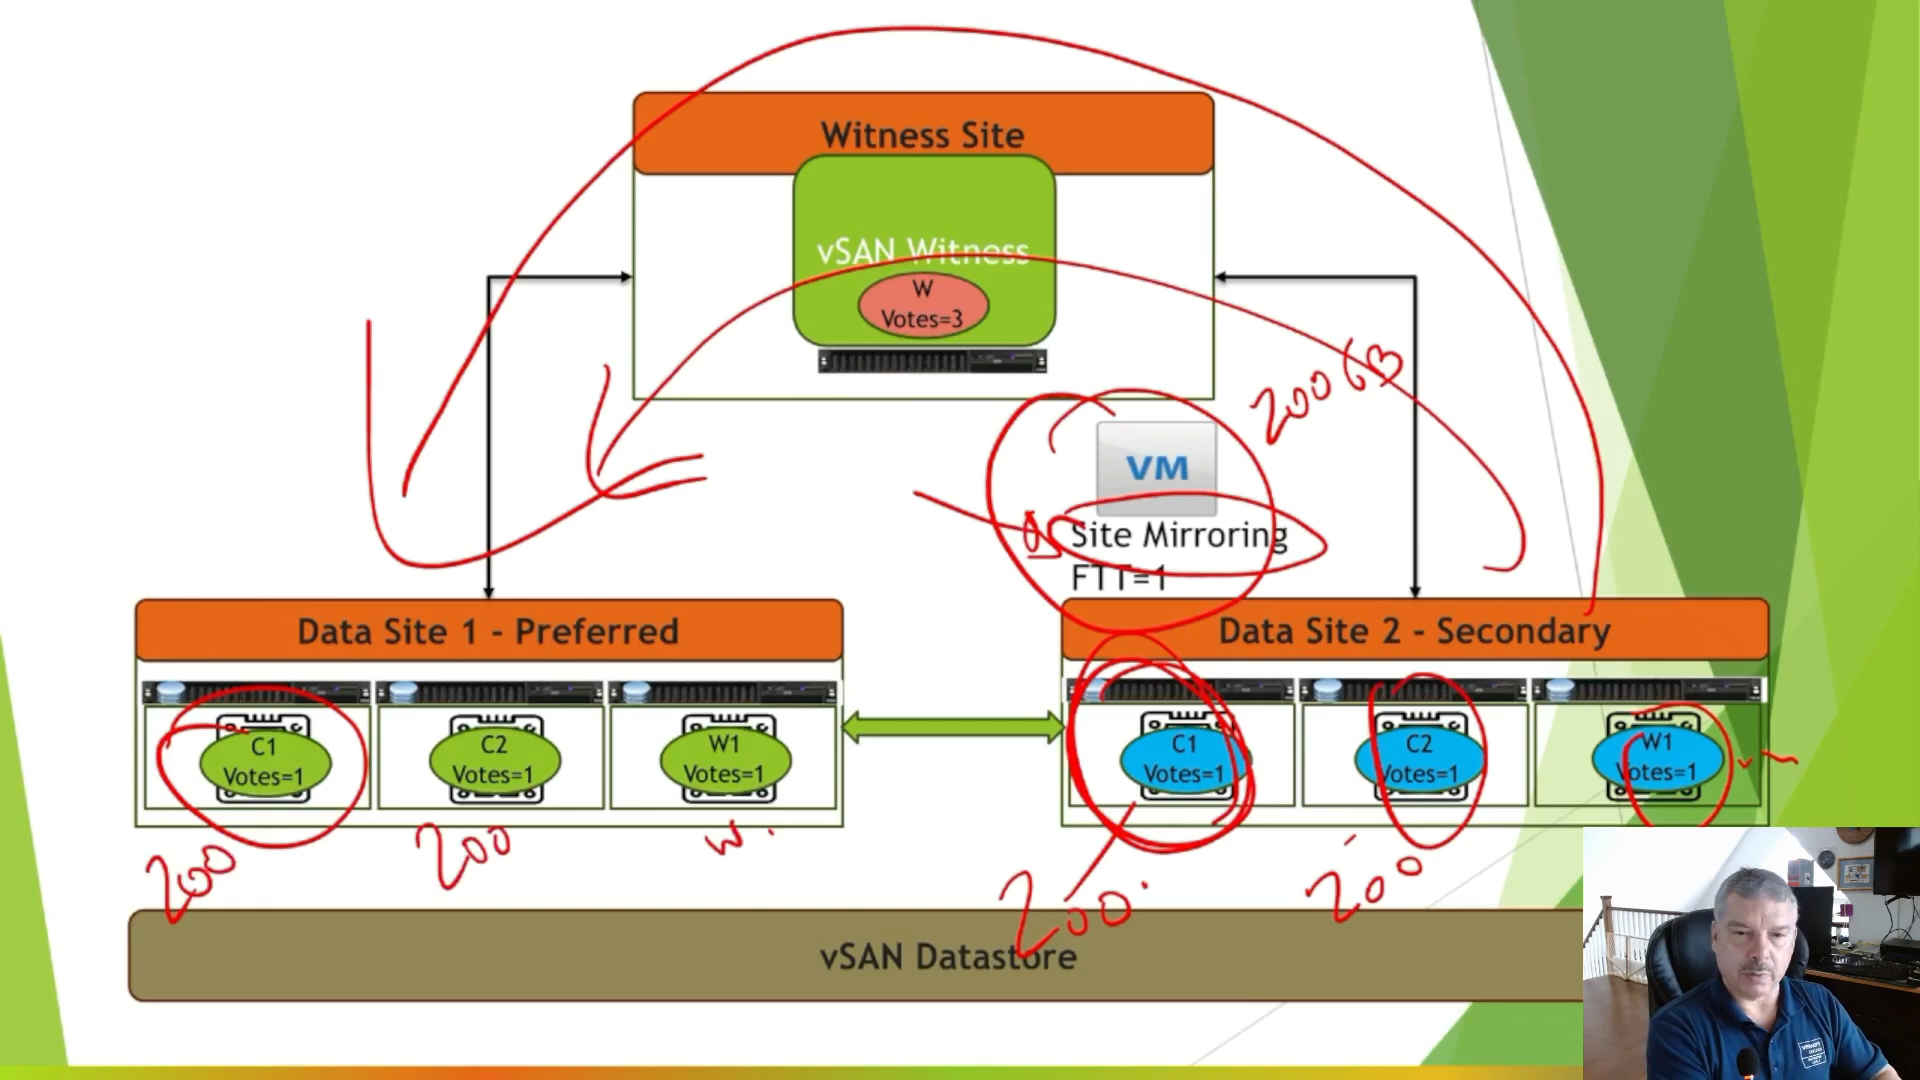 Witness Site
vSAN Witness
W
Votes=3
200 GB
VM
Site Mirroring
FTT=1
Data Site 1 - Preferred
Data Site 2 - Secondary
C1
Votes=1
C2
Votes=1
W1
Votes=1
C1
Votes=1
C2
Votes=1
W1
Votes=1
200
200
W.
200.
200
vSAN Datastore